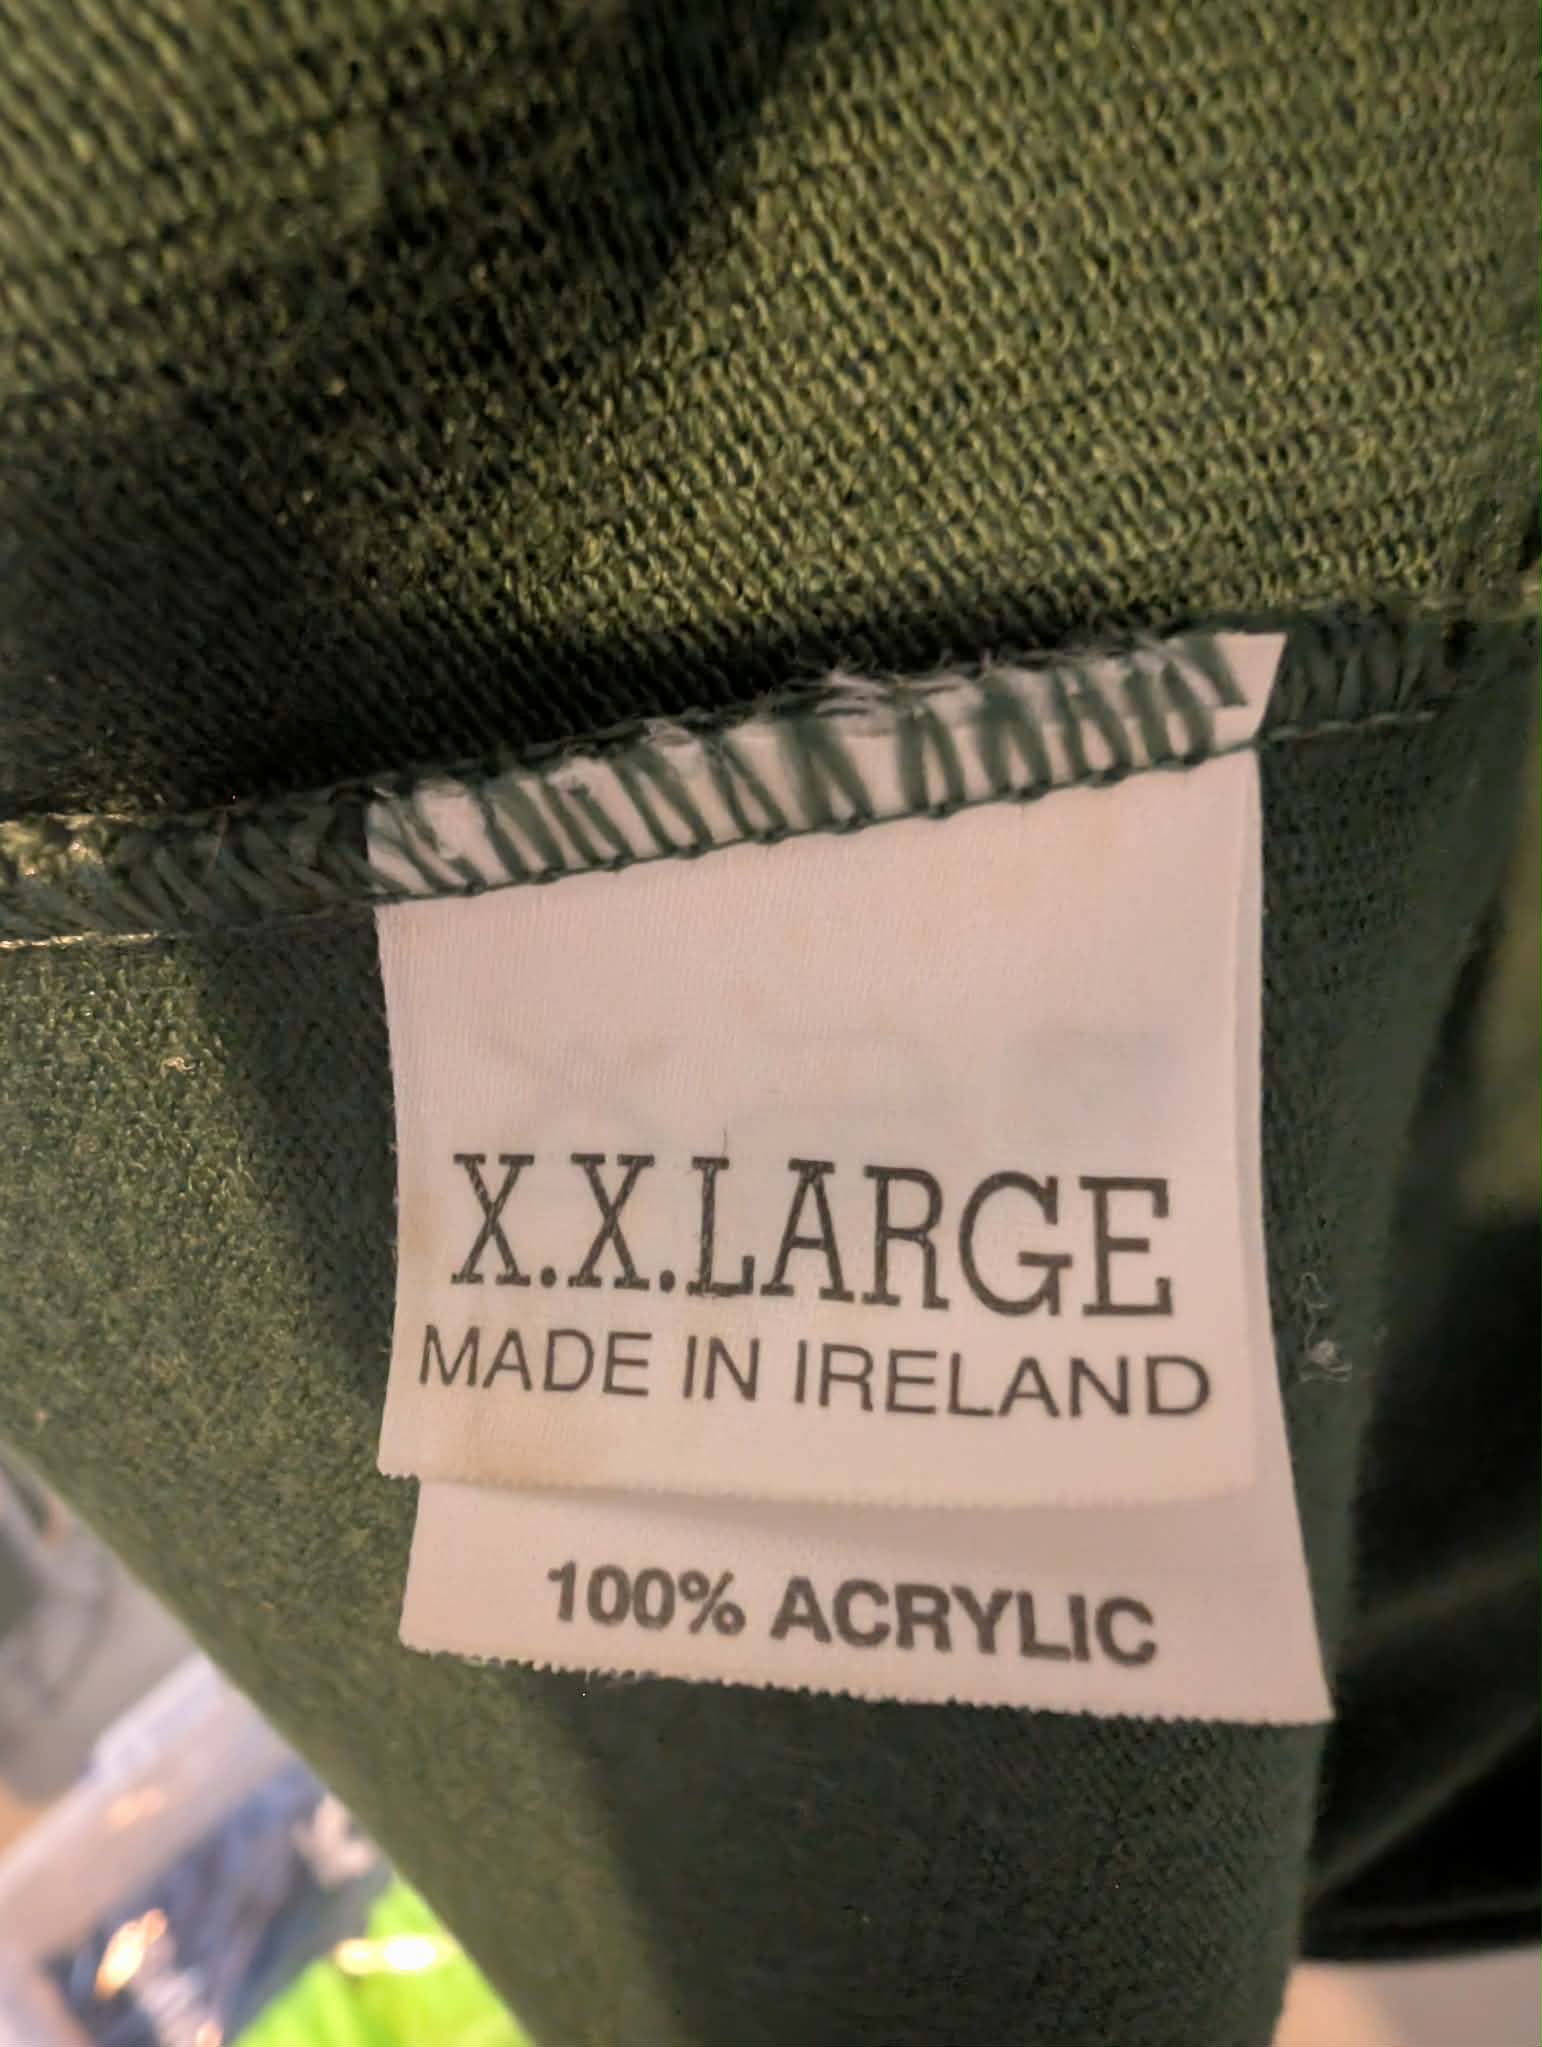 X.X.LARGE
MADE IN IRELAND
100% ACRYLIC